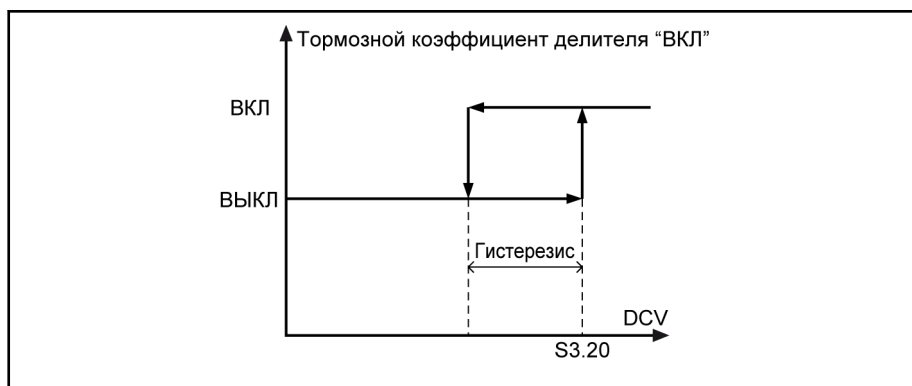 Тормозной коэффициент делителя “ВКЛ”
ВКЛ
ВЫКЛ
Гистерезис
DCV
S3.20